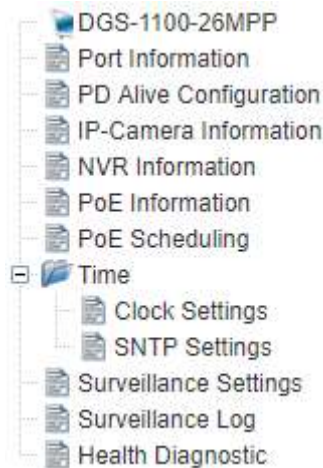 DGS-1100-26MPP
Port Information
PD Alive Configuration
IP-Camera Information
NVR Information
PoE Information
PoE Scheduling
Time
Clock Settings
SNTP Settings
Surveillance Settings
Surveillance Log
Health Diagnostic